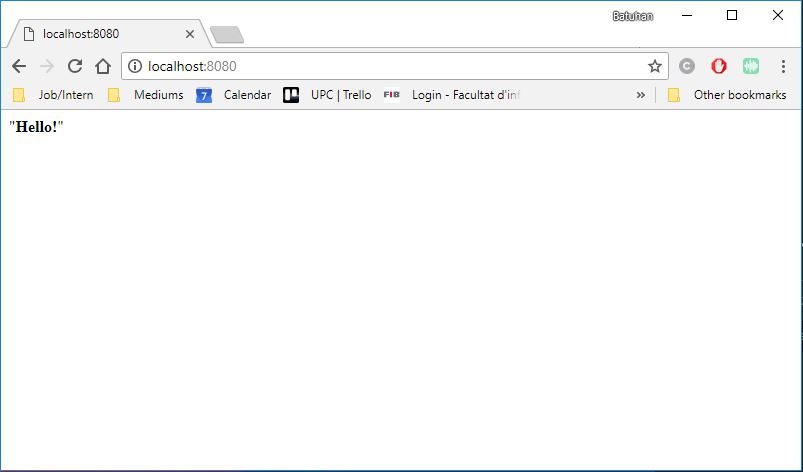 Batuhan
localhost:8080
localhost:8080
Job/Intern Mediums 7 Calendar UPC | Trello FIB Login - Facultat d'inf » Other bookmarks
"Hello!"